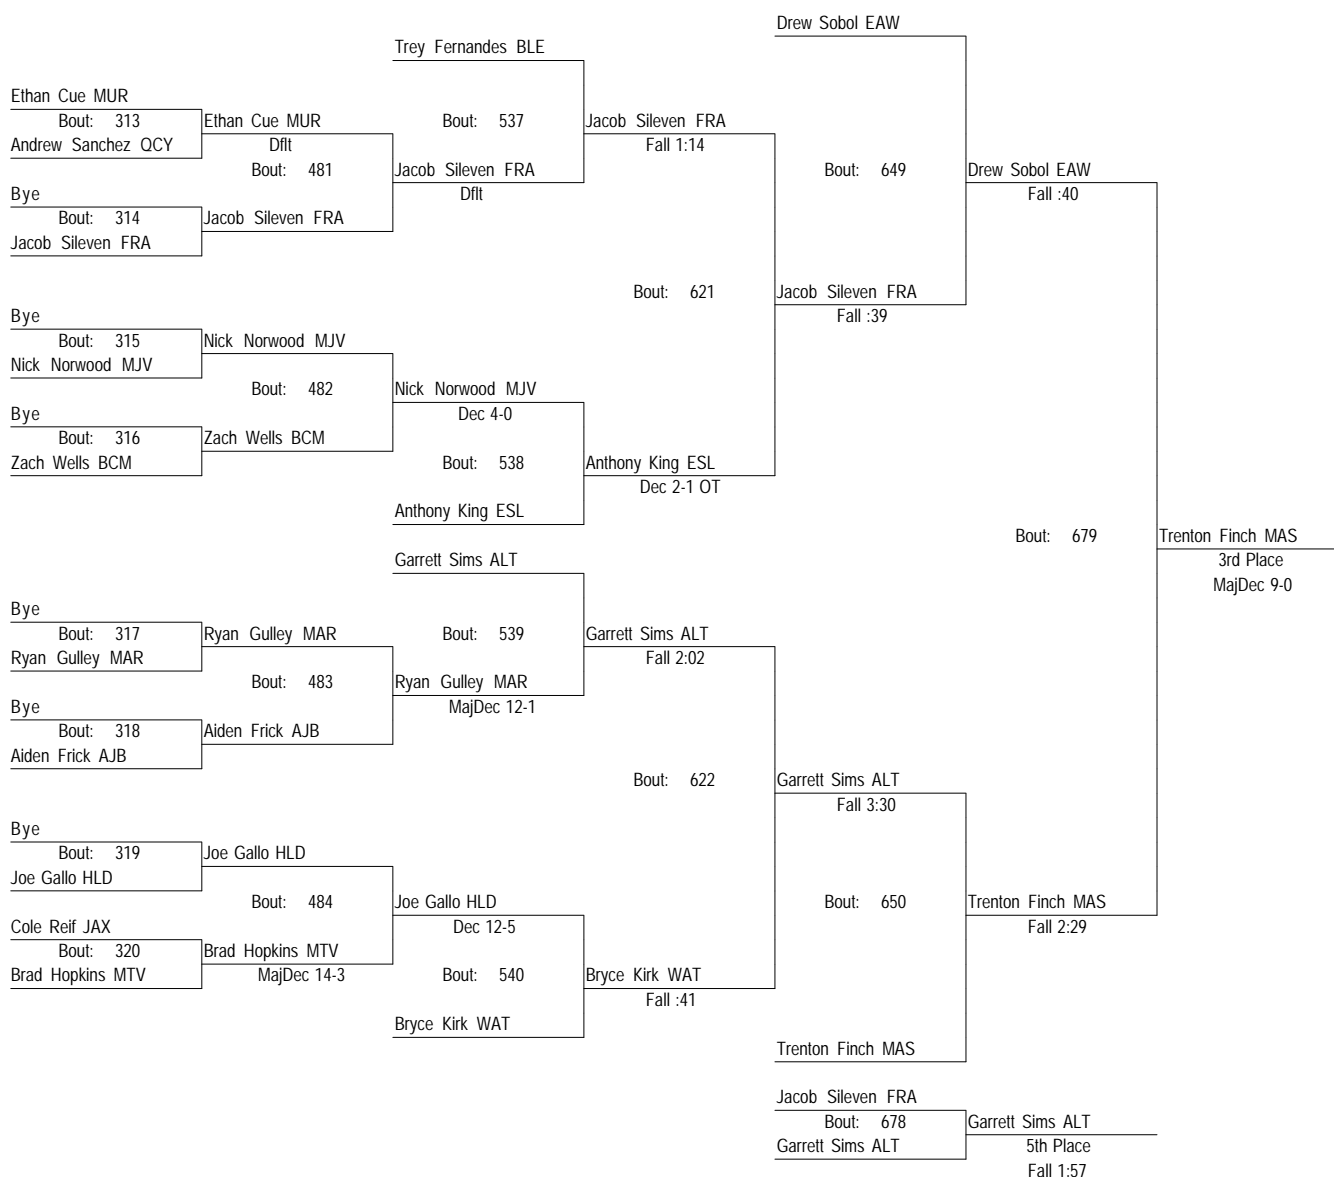 Drew Sobol EAW
Trey Fernandes BLE
Ethan Cue MUR
Bout: 313
Ethan Cue MUR
Bout: 537
Jacob Sileven FRA
Andrew Sanchez QCY
Dflt
Fall 1:14
Bout: 481
Jacob Sileven FRA
Bout: 649
Drew Sobol EAW
Bye
Dflt
Fall :40
Bout: 314
Jacob Sileven FRA
Jacob Sileven FRA
Bout: 621
Jacob Sileven FRA
Bye
Fall :39
Bout: 315
Nick Norwood MJV
Nick Norwood MJV
Bout: 482
Nick Norwood MJV
Bye
Dec 4-0
Bout: 316
Zach Wells BCM
Zach Wells BCM
Bout: 538
Anthony King ESL
Dec 2-1 OT
Anthony King ESL
Bout: 679
Trenton Finch MAS
Garrett Sims ALT
3rd Place
MajDec 9-0
Bye
Bout: 317
Ryan Gulley MAR
Bout: 539
Garrett Sims ALT
Ryan Gulley MAR
Fall 2:02
Bout: 483
Ryan Gulley MAR
Bye
MajDec 12-1
Bout: 318
Aiden Frick AJB
Aiden Frick AJB
Bout: 622
Garrett Sims ALT
Fall 3:30
Bye
Bout: 319
Joe Gallo HLD
Joe Gallo HLD
Bout: 484
Joe Gallo HLD
Bout: 650
Trenton Finch MAS
Cole Reif JAX
Dec 12-5
Fall 2:29
Bout: 320
Brad Hopkins MTV
Brad Hopkins MTV
MajDec 14-3
Bout: 540
Bryce Kirk WAT
Fall :41
Bryce Kirk WAT
Trenton Finch MAS
Jacob Sileven FRA
Bout: 678
Garrett Sims ALT
Garrett Sims ALT
5th Place
Fall 1:57